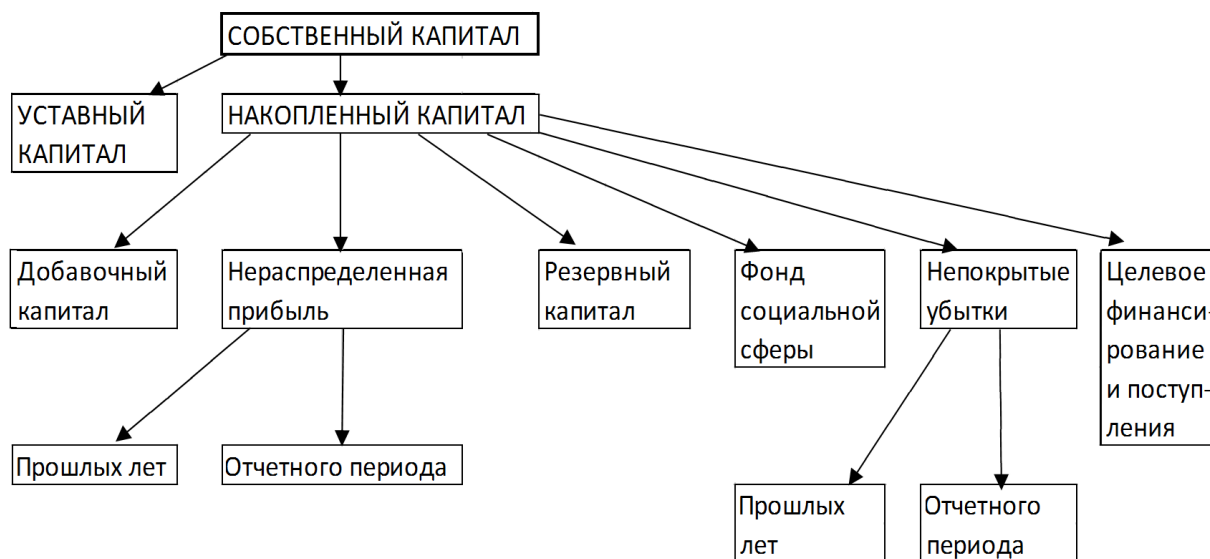 СОБСТВЕННЫЙ КАПИТАЛ
УСТАВНЫЙ
КАПИТАЛ
НАКОПЛЕННЫЙ КАПИТАЛ
Добавочный
капитал
Нераспределенная
прибыль
Резервный
капитал
Фонд
социальной
сферы
Непокрытые
убытки
Целевое
финанси-
рование
и поступ-
ления
Прошлых лет
Отчетного периода
Прошлых
лет
Отчетного
периода